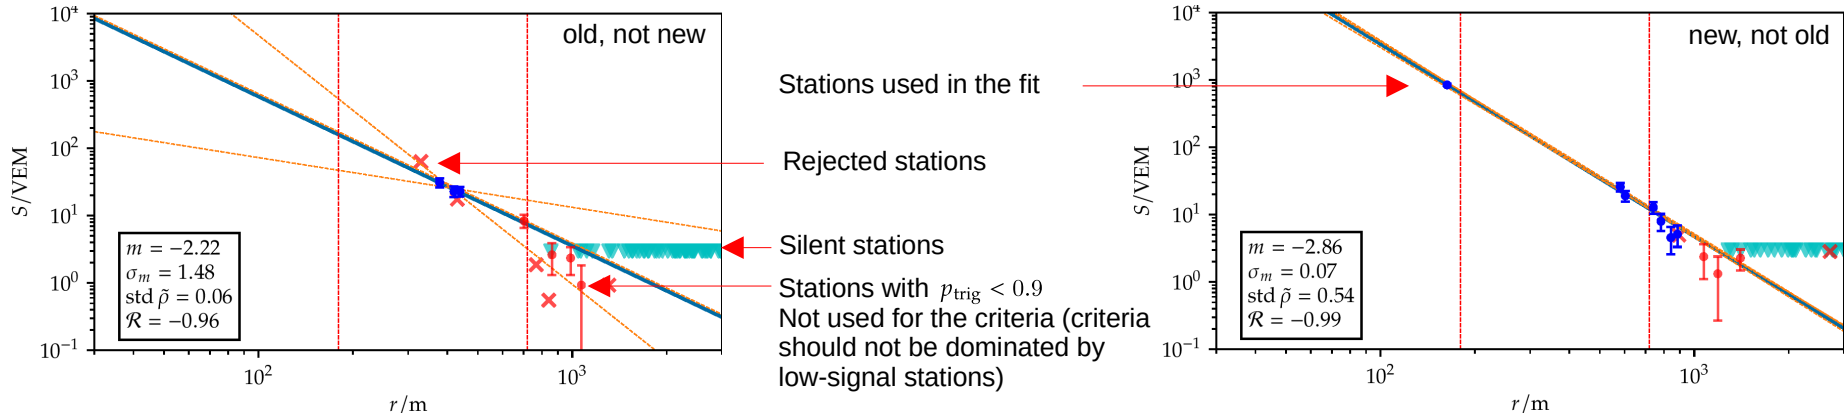 old, not new
10⁴
10³
10²
10¹
10⁰
10⁻¹
S/VEM
m = −2.22
σₘ = 1.48
std ρ̃ = 0.06
ℛ = −0.96
10²
10³
r/m
Stations used in the fit
Rejected stations
Silent stations
Stations with p_trig < 0.9
Not used for the criteria (criteria
should not be dominated by
low-signal stations)
new, not old
10⁴
10³
10²
10¹
10⁰
10⁻¹
S/VEM
m = −2.86
σₘ = 0.07
std ρ̃ = 0.54
ℛ = −0.99
10²
10³
r/m